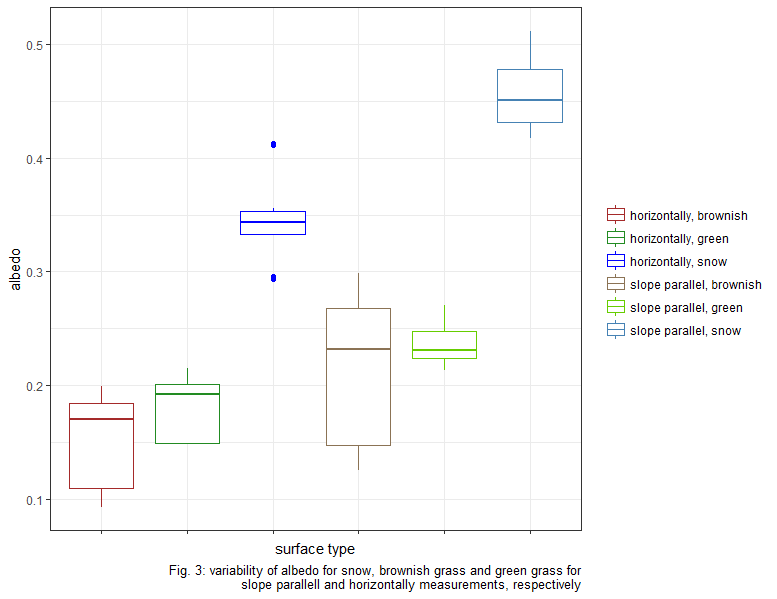 0.5
0.4
0.3
0.2
0.1
albedo
surface type
horizontally, brownish
horizontally, green
horizontally, snow
slope parallel, brownish
slope parallel, green
slope parallel, snow
Fig. 3: variability of albedo for snow, brownish grass and green grass for
slope parallell and horizontally measurements, respectively